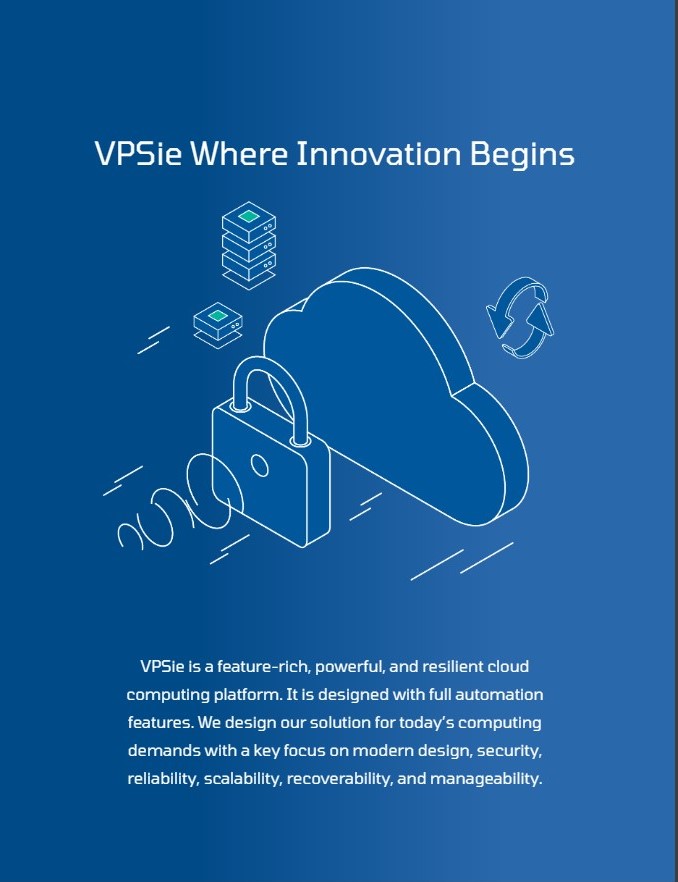 VPSie Where Innovation Begins
VPSie is a feature-rich, powerful, and resilient cloud
computing platform. It is designed with full automation
features. We design our solution for today's computing
demands with a key focus on modern design, security,
reliability, scalability, recoverability, and manageability.